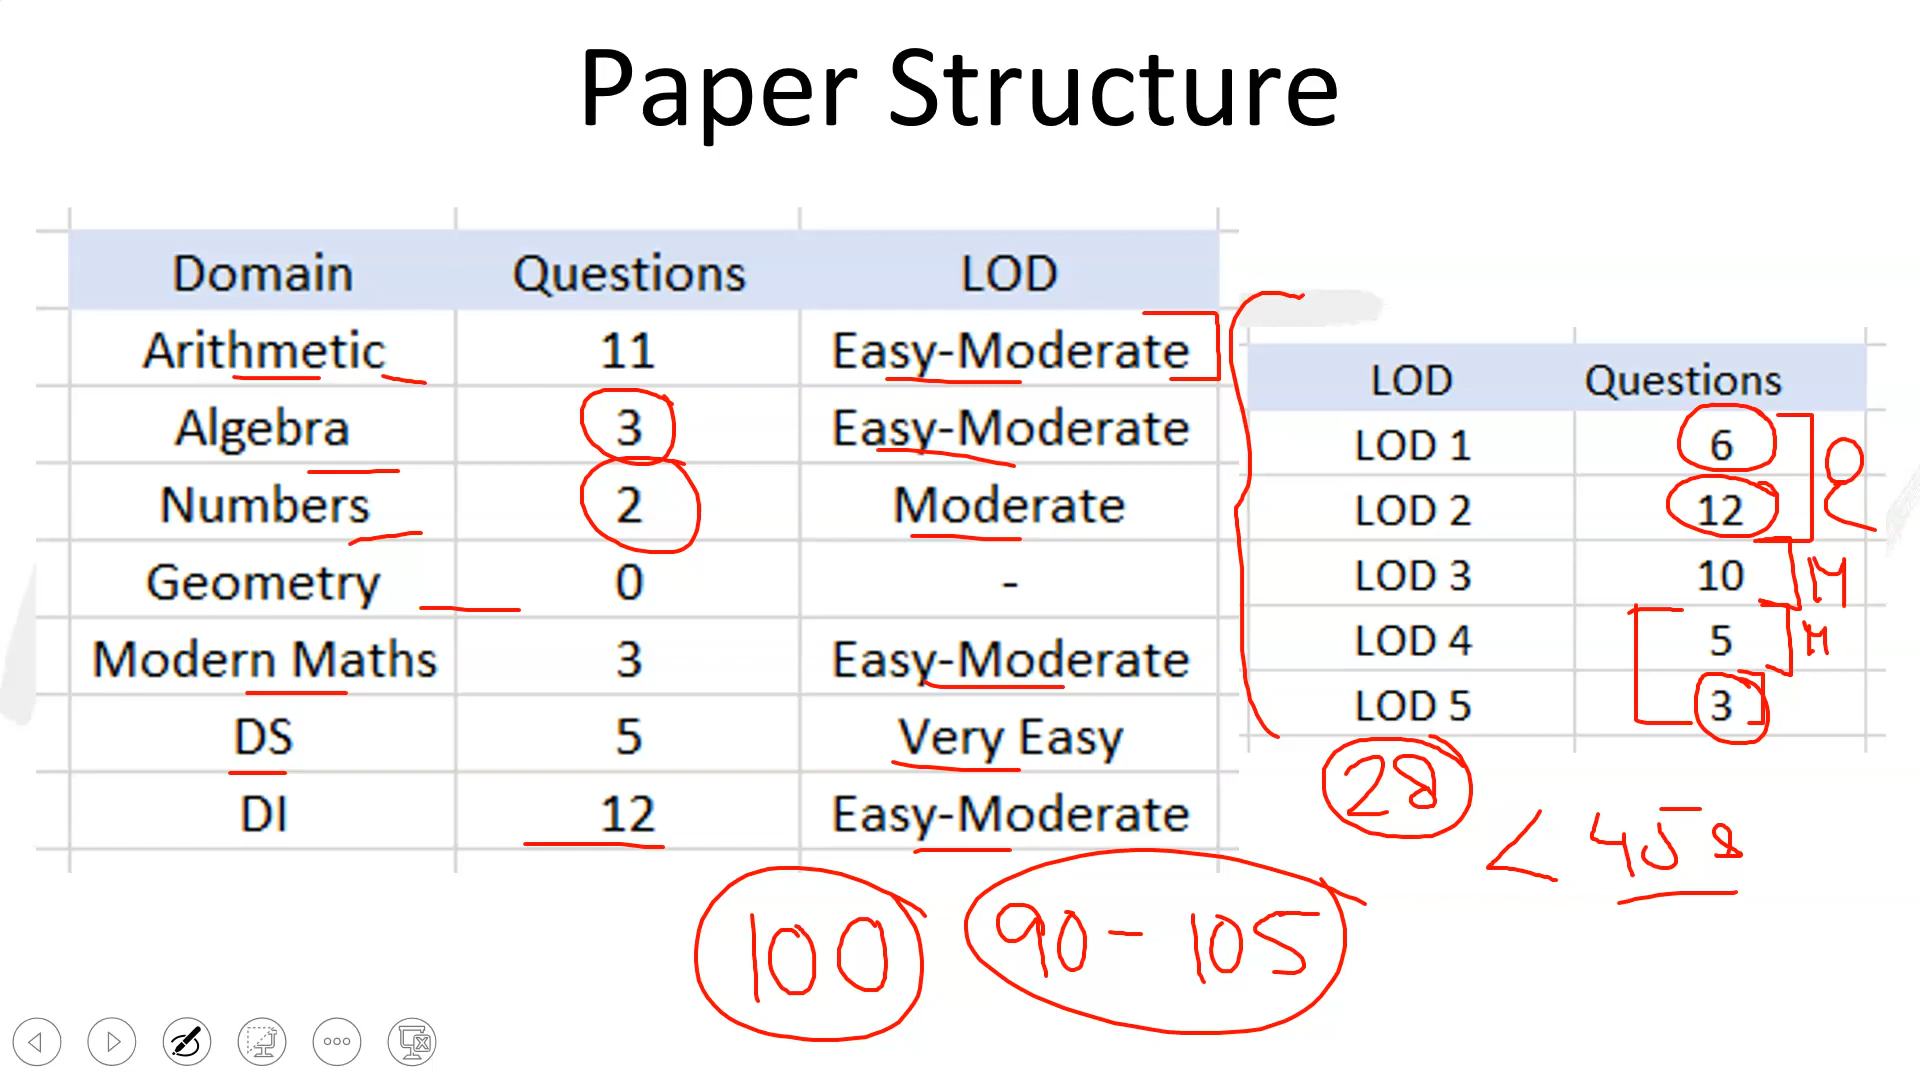 Paper Structure
Domain Questions LOD
Arithmetic 11 Easy-Moderate
Algebra 3 Easy-Moderate
Numbers 2 Moderate
Geometry 0 -
Modern Maths 3 Easy-Moderate
DS 5 Very Easy
DI 12 Easy-Moderate
LOD Questions
LOD 1 6
LOD 2 12
LOD 3 10
LOD 4 5
LOD 5 3
M
28
< 45s
100
90-105